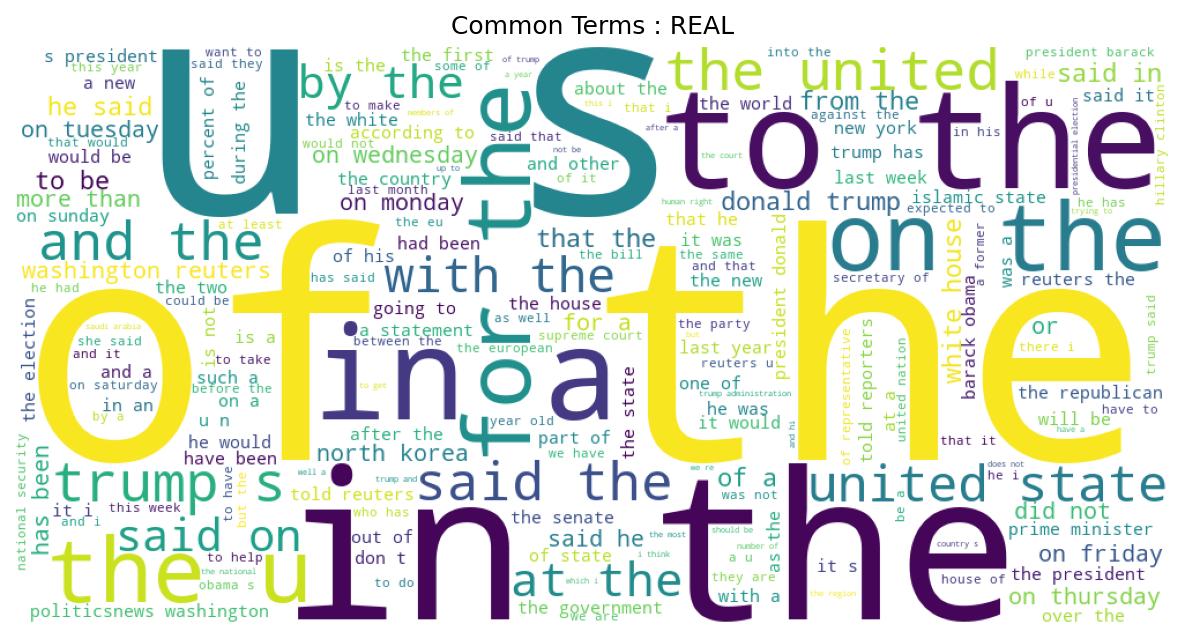 Common Terms : REAL
s president
want to
the first
of trump
into the
president barack
this year
said they
is the
some of
a year
the united
while
said in
a new
by the
about the
he said
percent of
to make
members of
this i
that i
the world
from the
of u
said it
u s
during the
the white
for the
to the
on tuesday
according to
said that
after a
against the
in his
presidential election
hillary clinton
that would
would not
not be
new york
would be
on wednesday
up to
and other
the court
trump has
to be
the country
of it
last week
more than
last month
on monday
human right
donald trump
islamic state
he has
on sunday
at least
the eu
that he
expected to
trying to
and the
had been
that the
it was
on the
of his
the bill
the same
president donald
white house
a former
was a
washington reuters
has said
with the
and that
secretary of
reuters the
he had
the two
the new
barack obama
could be
going to
the house
of the
the election
saudi arabia
is not
a statement
as well
for a
the party
but
or
trump said
she said
is a
between the
the european
supreme court
last year
there i
and it
to take
in a
reuters u
and a
such a
before the
to get
one of
trump administration
the republican
on saturday
on a
he was
of representative
told reporters
at a
united nation
have to
in an
by a
u n
year old
the state
it would
and hi
will be
have a
he would
after the
part of
that it
have been
north korea
we have
national security
has been
trump s
to have
but the
well a
trump and
said the
we re
of a
united state
does not
he i
told reuters
was not
be a
it i
this week
who has
the senate
the most
did not
and i
said on
out of
said he
should be
as the
prime minister
in the
don t
of state
i think
number of
country s
on friday
the u
to help
a u
it s
the national
at the
which i
they are
house of
the president
obama s
to do
with a
the region
on thursday
politicsnews washington
the government
we are
over the